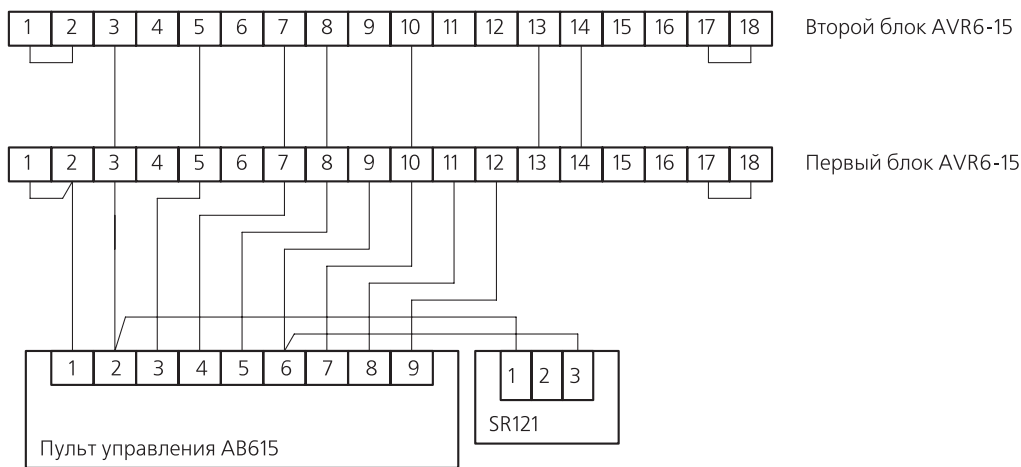 1 2 3 4 5 6 7 8 9 10 11 12 13 14 15 16 17 18 Второй блок AVR6-15
1 2 3 4 5 6 7 8 9 10 11 12 13 14 15 16 17 18 Первый блок AVR6-15
1 2 3 4 5 6 7 8 9 1 2 3
SR121
Пульт управления АВ615